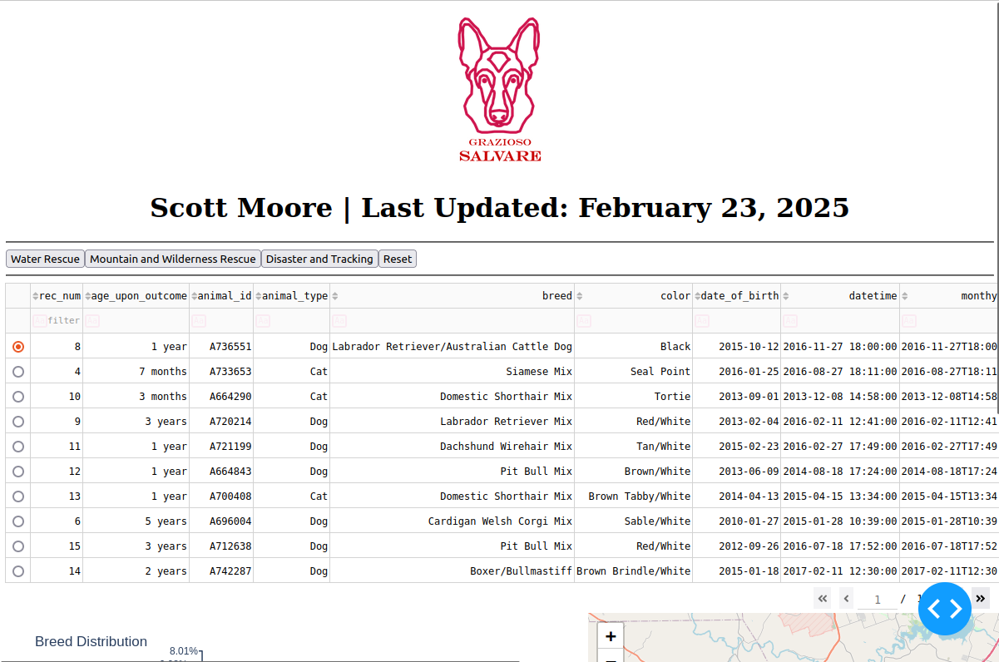 GRAZIOSO
SALVARE
Scott Moore | Last Updated: February 23, 2025
Water Rescue Mountain and Wilderness Rescue Disaster and Tracking Reset
rec_num age_upon_outcome animal_id animal_type breed color date_of_birth datetime monthy
Aa filter Aa Aa Aa Aa Aa Aa Aa Aa
8 1 year A736551 Dog Labrador Retriever/Australian Cattle Dog Black 2015-10-12 2016-11-27 18:00:00 2016-11-27T18:00
4 7 months A733653 Cat Siamese Mix Seal Point 2016-01-25 2016-08-27 18:11:00 2016-08-27T18:11
10 3 months A664290 Cat Domestic Shorthair Mix Tortie 2013-09-01 2013-12-08 14:58:00 2013-12-08T14:58
9 3 years A720214 Dog Labrador Retriever Mix Red/White 2013-02-04 2016-02-11 12:41:00 2016-02-11T12:41
11 1 year A721199 Dog Dachshund Wirehair Mix Tan/White 2015-02-23 2016-02-27 17:49:00 2016-02-27T17:49
12 1 year A664843 Dog Pit Bull Mix Brown/White 2013-06-09 2014-08-18 17:24:00 2014-08-18T17:24
13 1 year A700408 Cat Domestic Shorthair Mix Brown Tabby/White 2014-04-13 2015-04-15 13:34:00 2015-04-15T13:34
6 5 years A696004 Dog Cardigan Welsh Corgi Mix Sable/White 2010-01-27 2015-01-28 10:39:00 2015-01-28T10:39
15 3 years A712638 Dog Pit Bull Mix Red/White 2012-09-26 2016-07-18 17:52:00 2016-07-18T17:52
14 2 years A742287 Dog Boxer/Bullmastiff Brown Brindle/White 2015-01-18 2017-02-11 12:30:00 2017-02-11T12:30
« ‹ 1 / »
+
Breed Distribution
8.01%